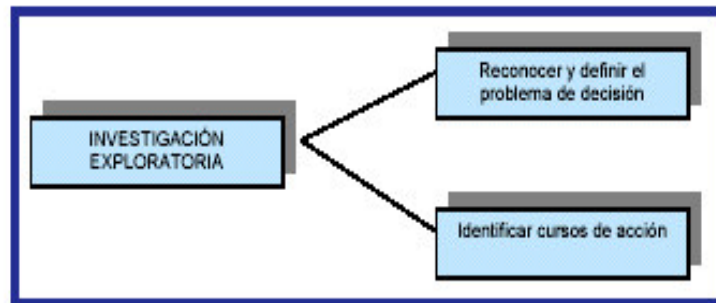 INVESTIGACIÓN
EXPLORATORIA
Reconocer y definir el
problema de decisión
Identificar cursos de acción